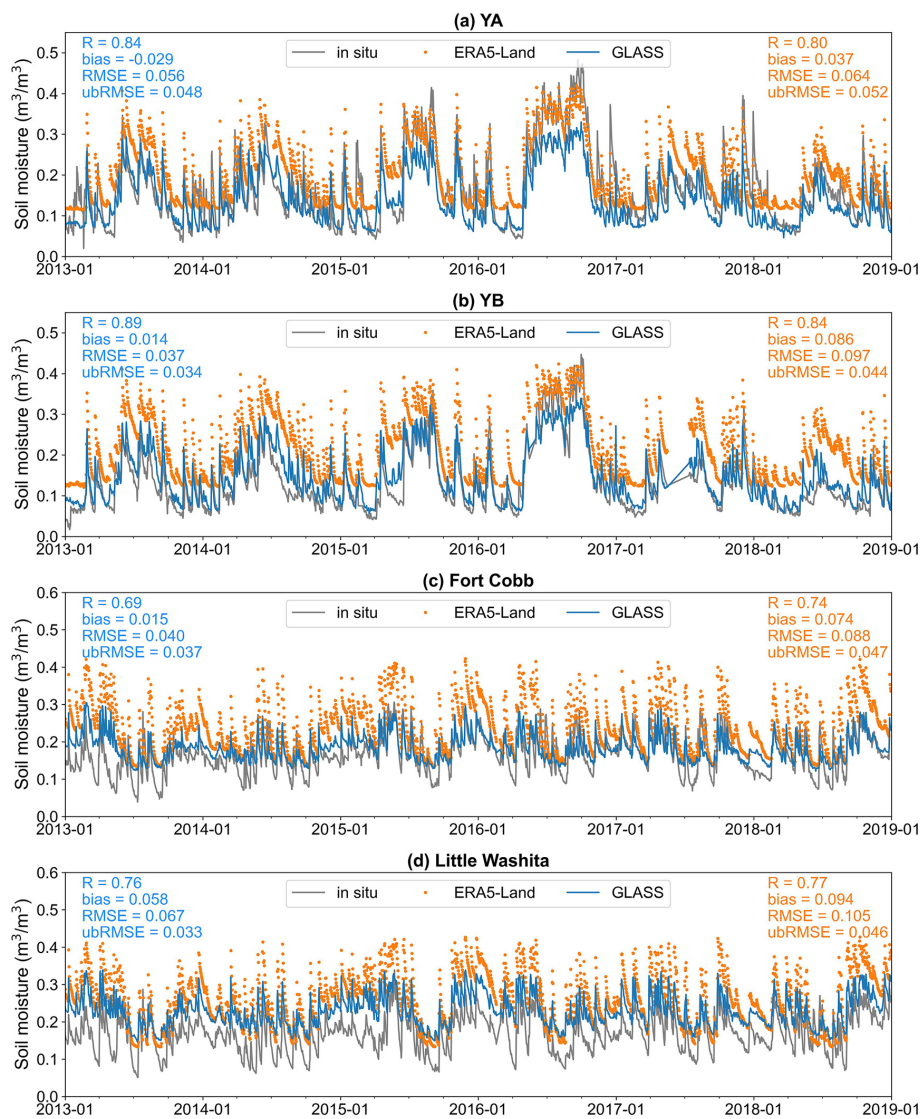 (a) YA
R = 0.84
bias = -0.029
RMSE = 0.056
ubRMSE = 0.048
in situ ERA5-Land GLASS
R = 0.80
bias = 0.037
RMSE = 0.064
ubRMSE = 0.052
Soil moisture (m³/m³)
0.5
0.4
0.3
0.2
0.1
0.0
2013-01 2014-01 2015-01 2016-01 2017-01 2018-01 2019-01
(b) YB
R = 0.89
bias = 0.014
RMSE = 0.037
ubRMSE = 0.034
in situ ERA5-Land GLASS
R = 0.84
bias = 0.086
RMSE = 0.097
ubRMSE = 0.044
Soil moisture (m³/m³)
0.5
0.4
0.3
0.2
0.1
0.0
2013-01 2014-01 2015-01 2016-01 2017-01 2018-01 2019-01
(c) Fort Cobb
R = 0.69
bias = 0.015
RMSE = 0.040
ubRMSE = 0.037
in situ ERA5-Land GLASS
R = 0.74
bias = 0.074
RMSE = 0.088
ubRMSE = 0.047
Soil moisture (m³/m³)
0.6
0.5
0.4
0.3
0.2
0.1
0.0
2013-01 2014-01 2015-01 2016-01 2017-01 2018-01 2019-01
(d) Little Washita
R = 0.76
bias = 0.058
RMSE = 0.067
ubRMSE = 0.033
in situ ERA5-Land GLASS
R = 0.77
bias = 0.094
RMSE = 0.105
ubRMSE = 0.046
Soil moisture (m³/m³)
0.6
0.5
0.4
0.3
0.2
0.1
0.0
2013-01 2014-01 2015-01 2016-01 2017-01 2018-01 2019-01